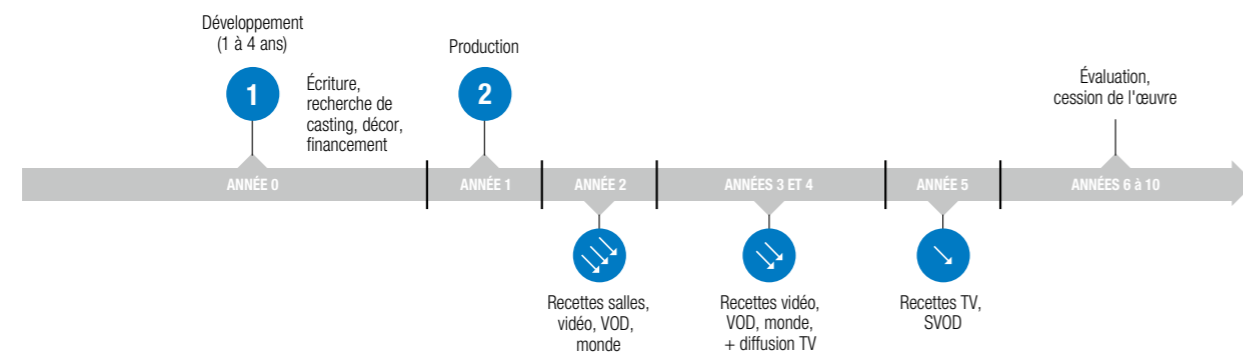 Développement
(1 à 4 ans)
1
Écriture,
recherche de
casting, décor,
financement
Production
2
Évaluation,
cession de l'œuvre
ANNÉE 0
ANNÉE 1
ANNÉE 2
ANNÉES 3 ET 4
ANNÉE 5
ANNÉES 6 à 10
Recettes salles,
vidéo, VOD,
monde
Recettes vidéo,
VOD, monde,
+ diffusion TV
Recettes TV,
SVOD